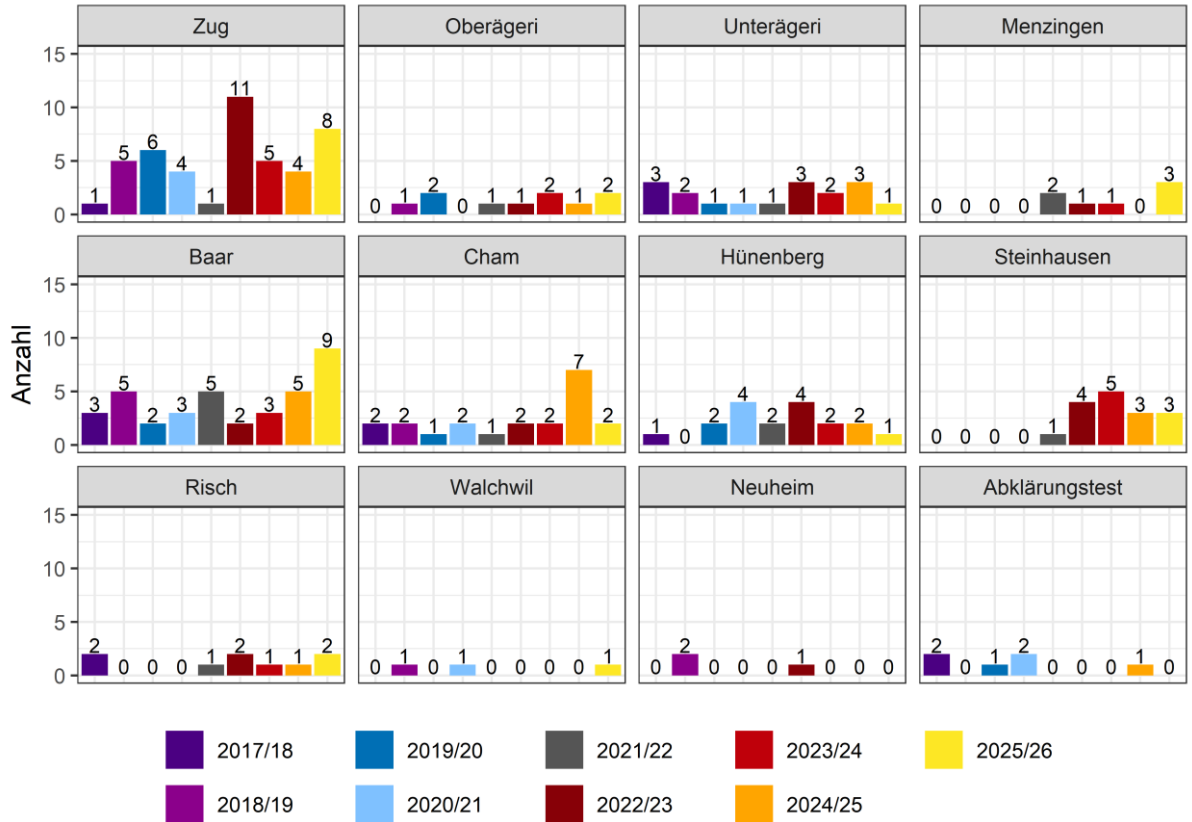 Zug Oberägeri Unterägeri Menzingen
15
10
5
0
1 5 6 4 1 11 5 4 8
0 1 2 0 1 1 2 1 2
3 2 1 1 1 3 2 3 1
0 0 0 0 2 1 1 0 3
Baar Cham Hünenberg Steinhausen
Anzahl
15
10
5
0
3 5 2 3 5 2 3 5 9
2 2 1 2 1 2 2 7 2
1 0 2 4 2 4 2 2 1
0 0 0 0 1 4 5 3 3
Risch Walchwil Neuheim Abklärungstest
15
10
5
0
2 0 0 0 1 2 1 1 2
0 1 0 1 0 0 0 0 1
0 2 0 0 0 1 0 0 0
2 0 1 2 0 0 0 1 0
2017/18 2019/20 2021/22 2023/24 2025/26
2018/19 2020/21 2022/23 2024/25